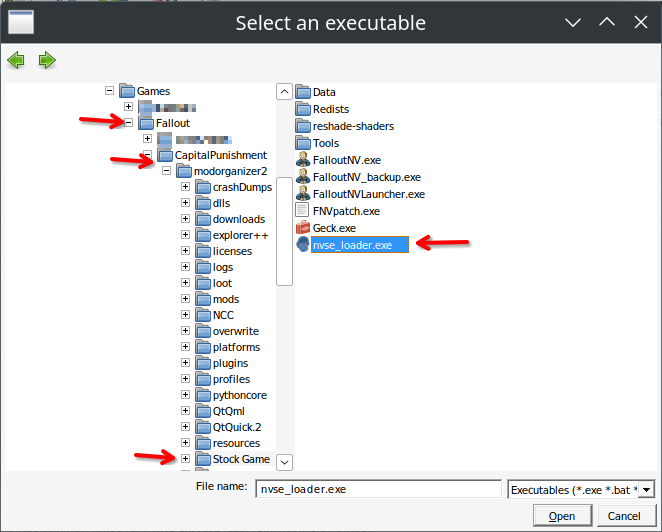 Select an executable
Games
Fallout
CapitalPunishment
modorganizer2
crashDumps
dlls
downloads
explorer++
licenses
logs
loot
mods
NCC
overwrite
platforms
plugins
profiles
pythoncore
QtQml
QtQuick.2
resources
Stock Game
Data
Redists
reshade-shaders
Tools
FalloutNV.exe
FalloutNV_backup.exe
FalloutNVLauncher.exe
FNVpatch.exe
Geck.exe
nvse_loader.exe
File name: nvse_loader.exe Executables (*.exe *.bat *
Open Cancel